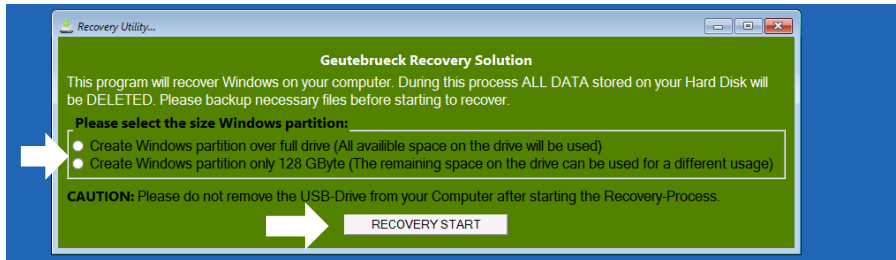 Recovery Utility...
Geutebrueck Recovery Solution
This program will recover Windows on your computer. During this process ALL DATA stored on your Hard Disk will
be DELETED. Please backup necessary files before starting to recover.
Please select the size Windows partition:
Create Windows partition over full drive (All availible space on the drive will be used)
Create Windows partition only 128 GByte (The remaining space on the drive can be used for a different usage)
CAUTION: Please do not remove the USB-Drive from your Computer after starting the Recovery-Process.
RECOVERY START